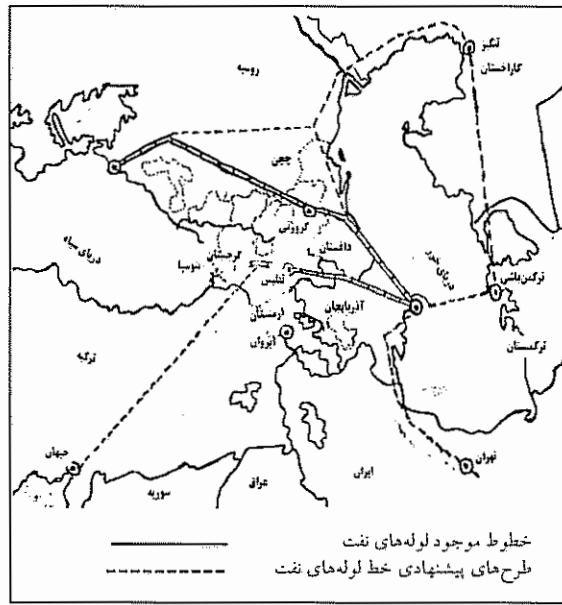 تنگیز
کازاخستان
روسیه
چچن
گروزنی
داغستان
گرجستان
تفلیس
دریای سیاه
دریای خزر
ترکمن‌باشی
ترکمنستان
آذربایجان
ارمنستان
ایروان
ترکیه
جیهان
سوریه
عراق
ایران
تهران
خطوط موجود لوله‌های نفت
طرح‌های پیشنهادی خط لوله‌های نفت